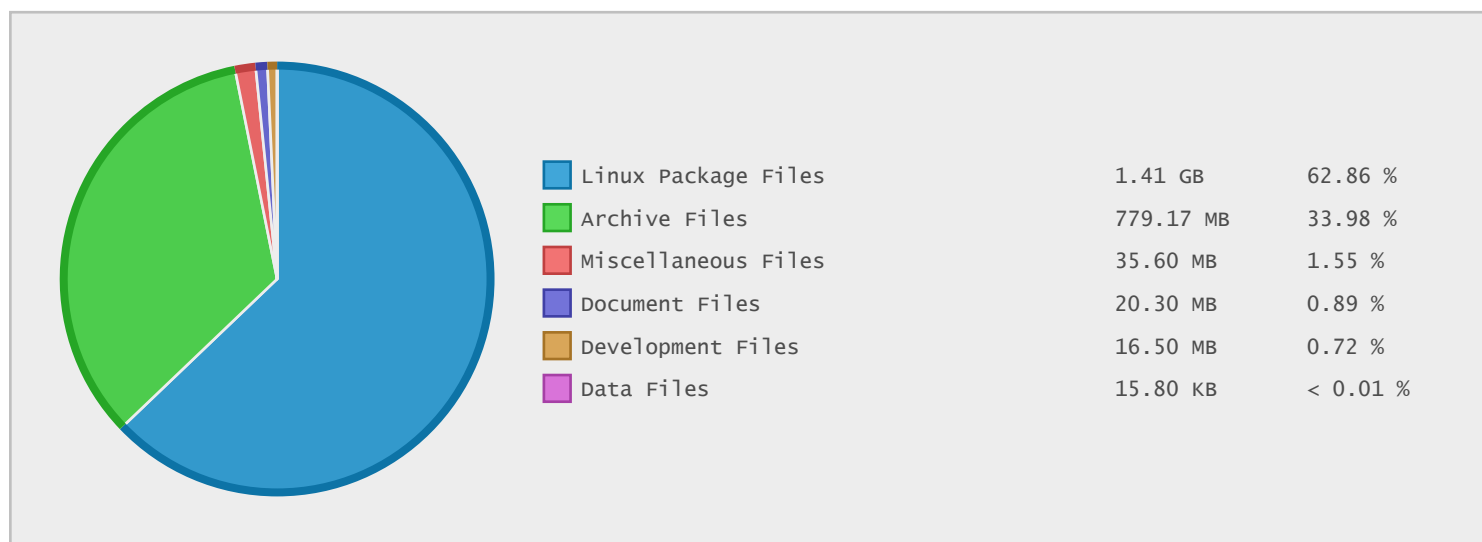 Linux Package Files 1.41 GB 62.86 %
Archive Files 779.17 MB 33.98 %
Miscellaneous Files 35.60 MB 1.55 %
Document Files 20.30 MB 0.89 %
Development Files 16.50 MB 0.72 %
Data Files 15.80 KB < 0.01 %